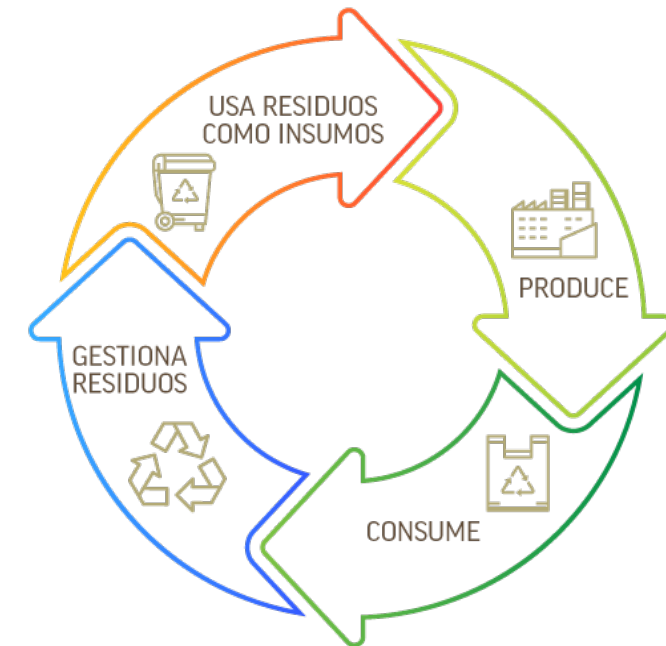 USA RESIDUOS
COMO INSUMOS
PRODUCE
CONSUME
GESTIONA
RESIDUOS